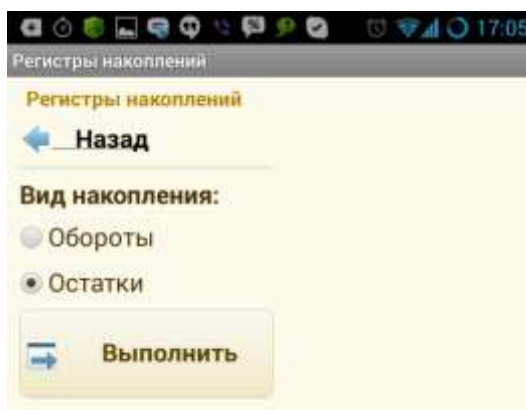 17:05
Регистры накоплений
Регистры накоплений
Назад
Вид накопления:
Обороты
Остатки
Выполнить